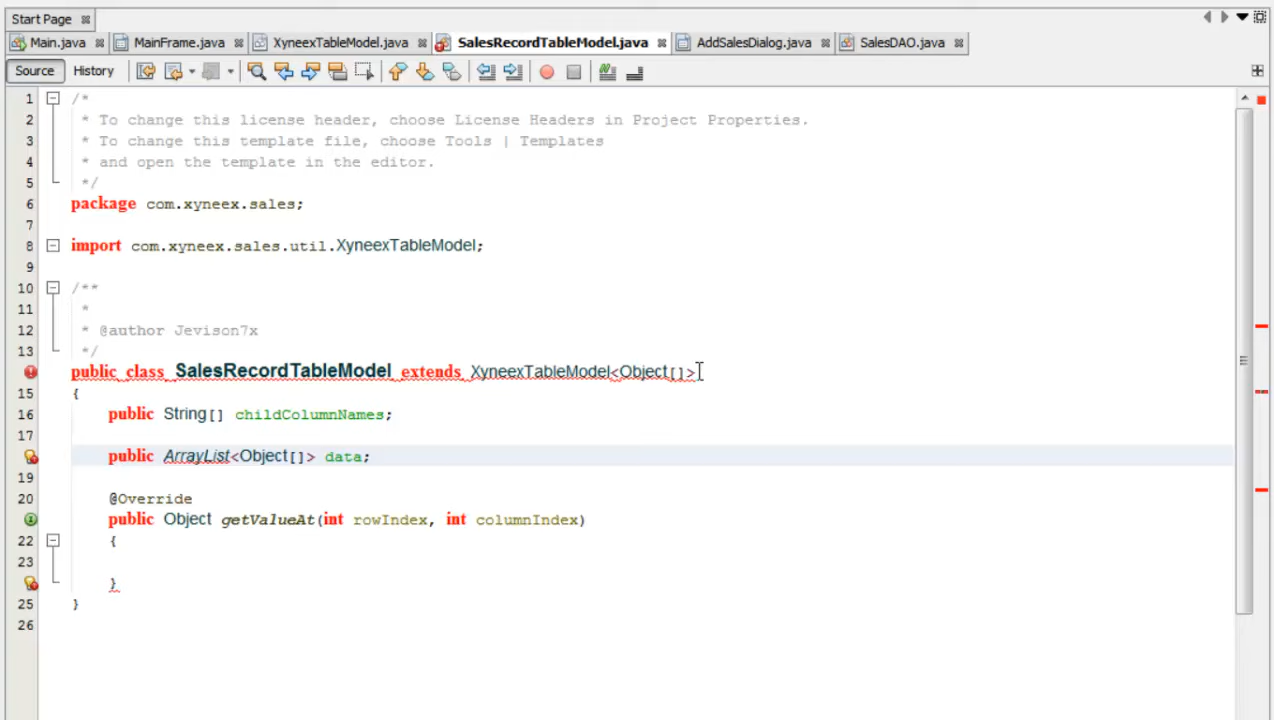 Start Page
Main.java MainFrame.java XyneexTableModel.java SalesRecordTableModel.java AddSalesDialog.java SalesDAO.java
Source History
1 /*
2 * To change this license header, choose License Headers in Project Properties.
3 * To change this template file, choose Tools | Templates
4 * and open the template in the editor.
5 */
6 package com.xyneex.sales;
7
8 import com.xyneex.sales.util.XyneexTableModel;
9
10 /**
11 *
12 * @author Jevison7x
13 */
public class SalesRecordTableModel extends XyneexTableModel<Object[]>
15 {
16 public String[] childColumnNames;
17
public ArrayList<Object[]> data;
19
20 @Override
public Object getValueAt(int rowIndex, int columnIndex)
22 {
23
}
25 }
26